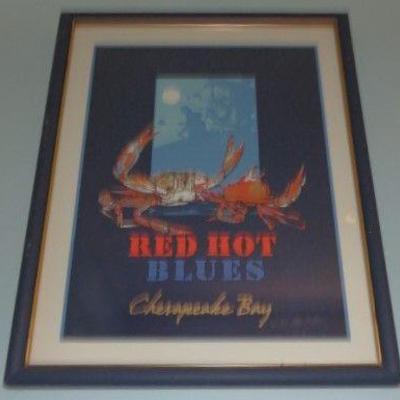 RED HOT
BLUES
Chesapeake Bay